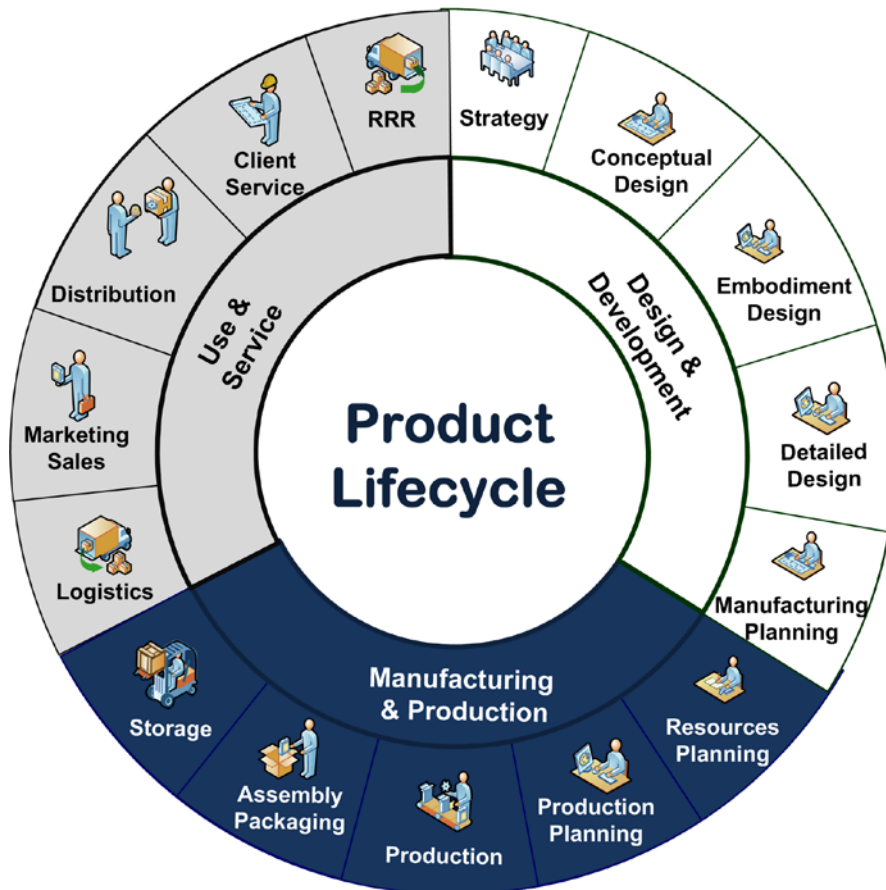 Product
Lifecycle
Design &
Development
Manufacturing
& Production
Use &
Service
Strategy
Conceptual
Design
Embodiment
Design
Detailed
Design
Manufacturing
Planning
Resources
Planning
Production
Planning
Production
Assembly
Packaging
Storage
Logistics
Marketing
Sales
Distribution
Client
Service
RRR